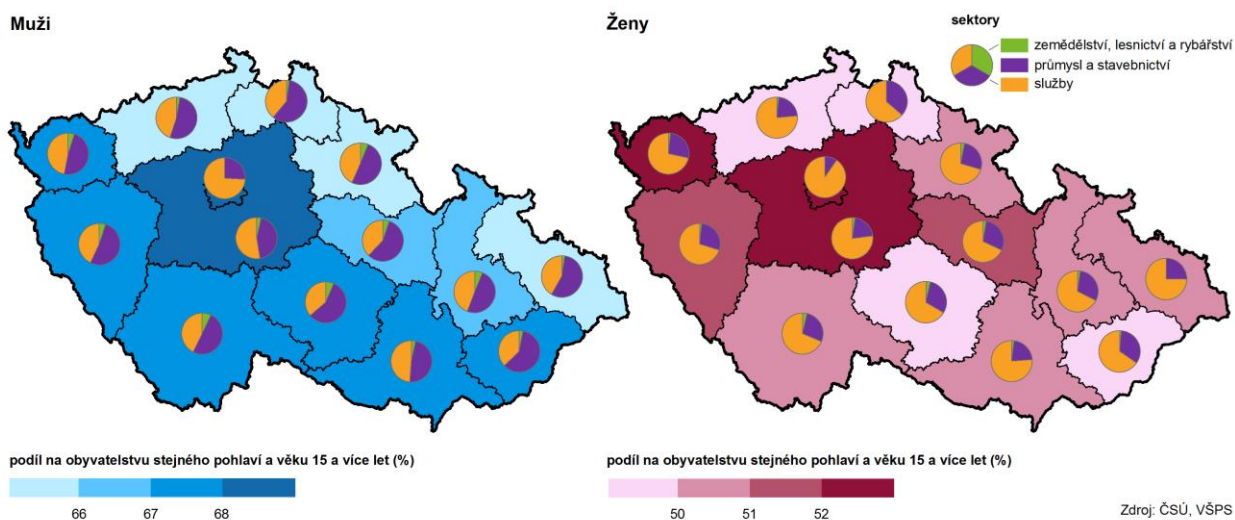 Muži
Ženy
sektory
zemědělství, lesnictví a rybářství
průmysl a stavebnictví
služby
podíl na obyvatelstvu stejného pohlaví a věku 15 a více let (%)
66 67 68
podíl na obyvatelstvu stejného pohlaví a věku 15 a více let (%)
50 51 52
Zdroj: ČSÚ, VŠPS